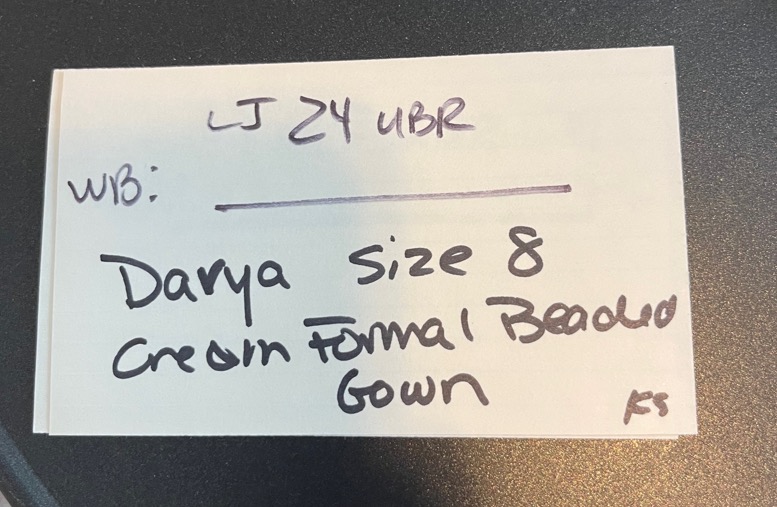 LJ 24 UBR
WB:
Darya size 8
Cream Formal Beaded
Gown
KS